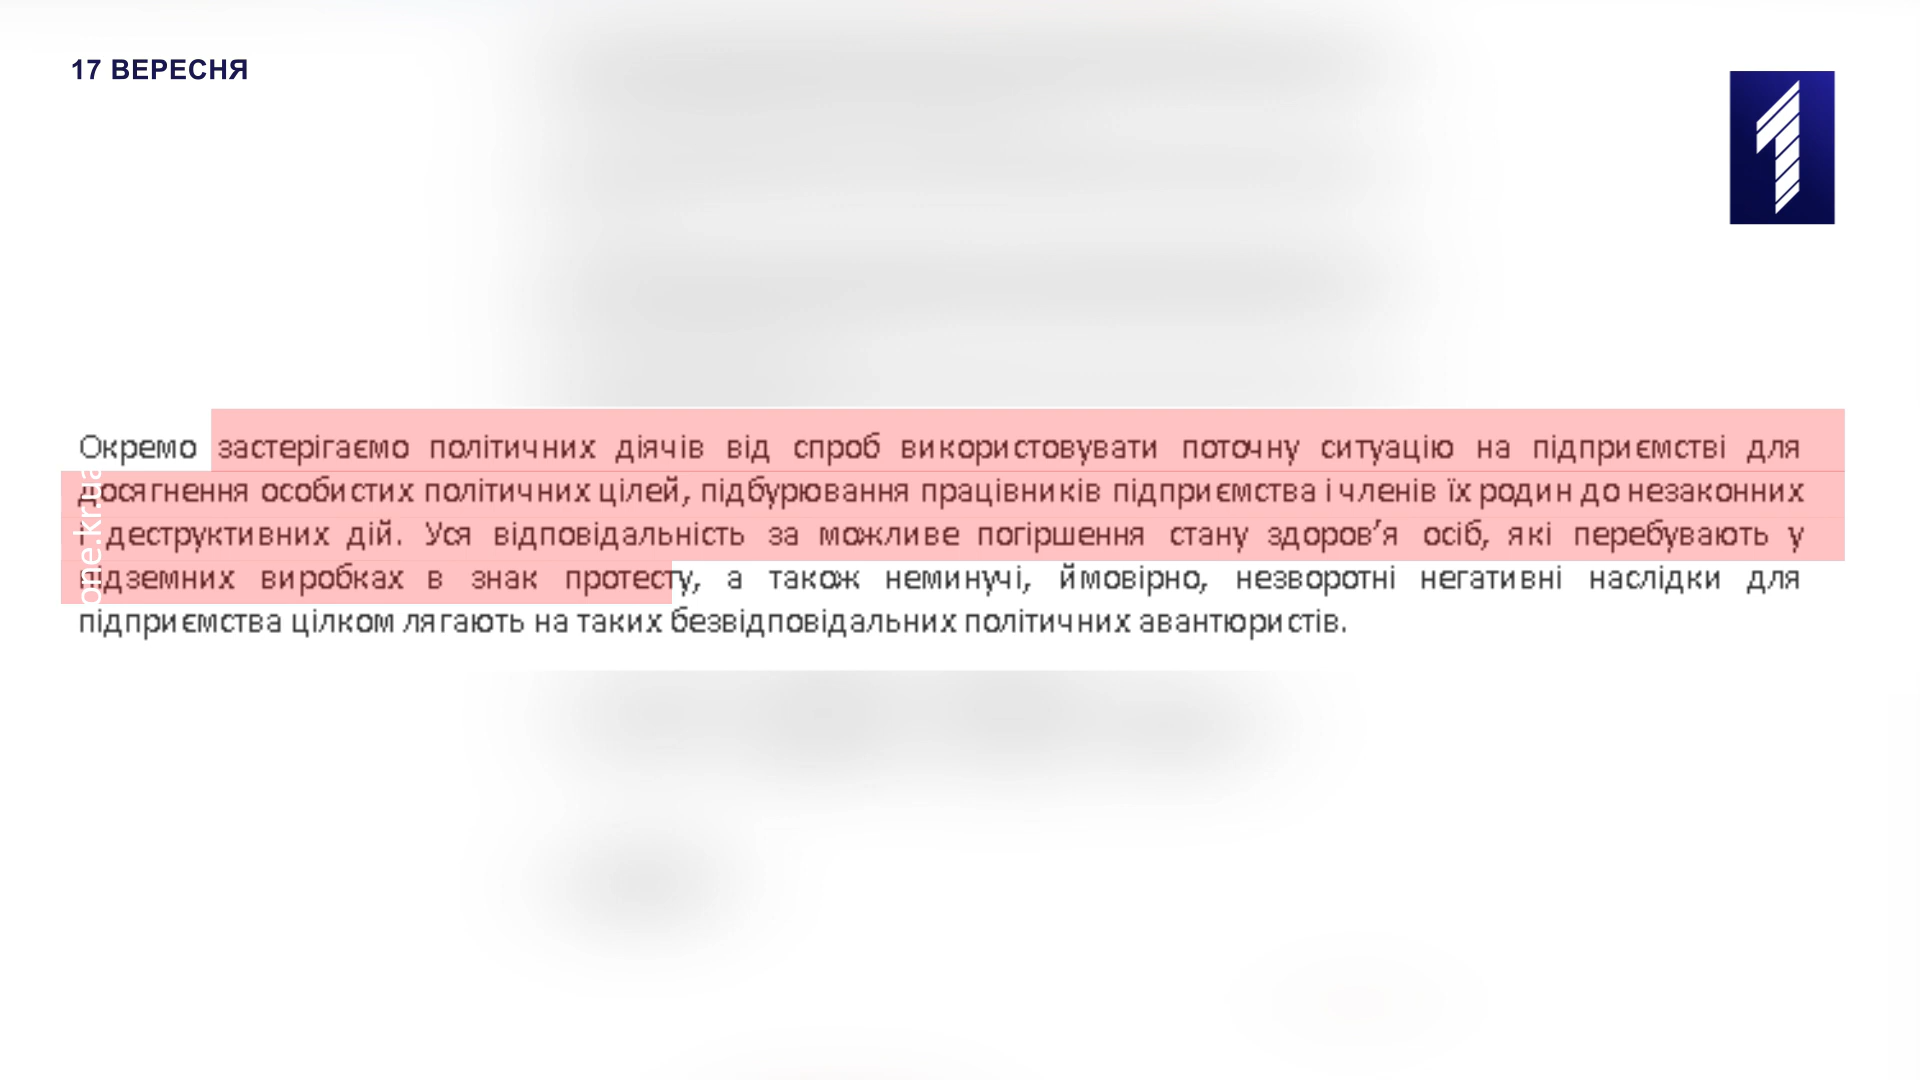 17 ВЕРЕСНЯ
Окремо застерігаємо політичних діячів від спроб використовувати поточну ситуацію на підприємстві для
досягнення особистих політичних цілей, підбурювання працівників підприємства і членів їх родин до незаконних
деструктивних дій. Уся відповідальність за можливе погіршення стану здоров’я осіб, які перебувають у
підземних виробках в знак протесту, а також неминучі, ймовірно, незворотні негативні наслідки для
підприємства цілком лягають на таких безвідповідальних політичних авантюристів.
one.kr.ua